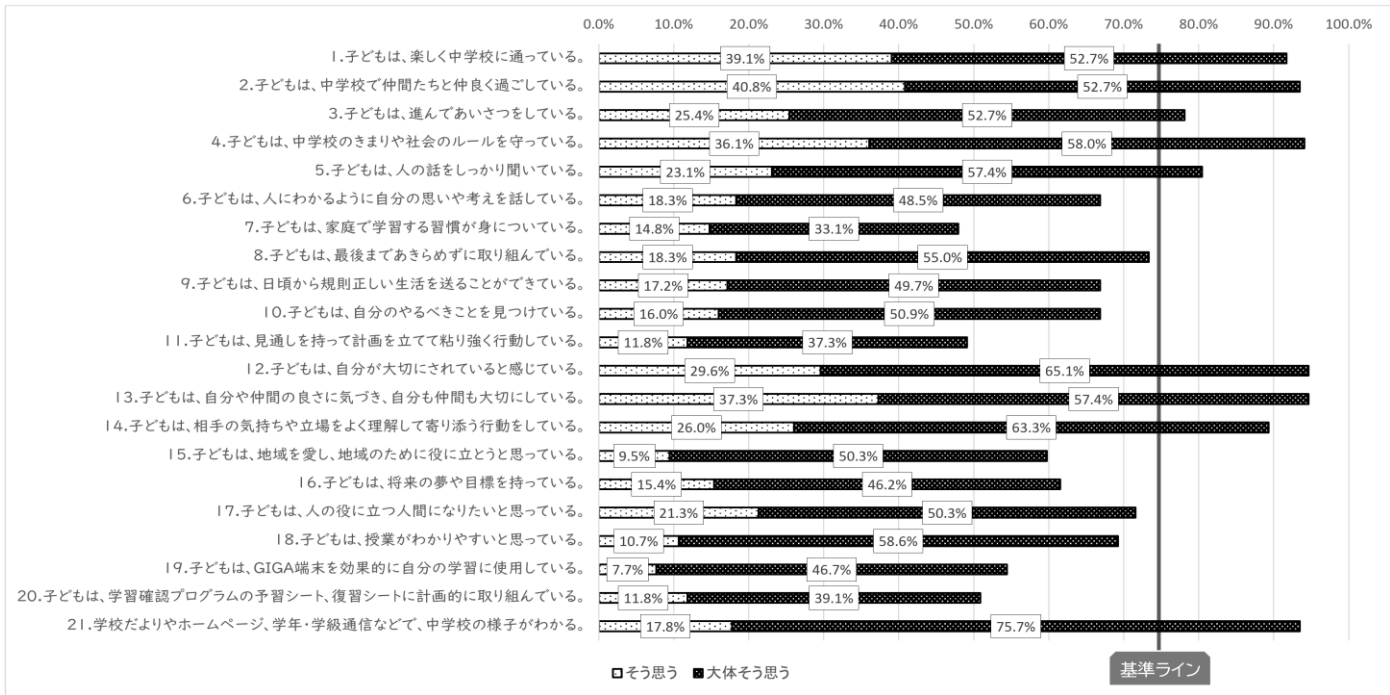 0.0% 10.0% 20.0% 30.0% 40.0% 50.0% 60.0% 70.0% 80.0% 90.0% 100.0%
1.子どもは、楽しく中学校に通っている。 39.1% 52.7%
2.子どもは、中学校で仲間たちと仲良く過ごしている。 40.8% 52.7%
3.子どもは、進んであいさつをしている。 25.4% 52.7%
4.子どもは、中学校のきまりや社会のルールを守っている。 36.1% 58.0%
5.子どもは、人の話をしっかり聞いている。 23.1% 57.4%
6.子どもは、人にわかるように自分の思いや考えを話している。 18.3% 48.5%
7.子どもは、家庭で学習する習慣が身についている。 14.8% 33.1%
8.子どもは、最後まであきらめずに取り組んでいる。 18.3% 55.0%
9.子どもは、日頃から規則正しい生活を送ることができている。 17.2% 49.7%
10.子どもは、自分のやるべきことを見つけている。 16.0% 50.9%
11.子どもは、見通しを持って計画を立てて粘り強く行動している。 11.8% 37.3%
12.子どもは、自分が大切にされていると感じている。 29.6% 65.1%
13.子どもは、自分や仲間の良さに気づき、自分も仲間も大切にしている。 37.3% 57.4%
14.子どもは、相手の気持ちや立場をよく理解して寄り添う行動をしている。 26.0% 63.3%
15.子どもは、地域を愛し、地域のために役に立とうと思っている。 9.5% 50.3%
16.子どもは、将来の夢や目標を持っている。 15.4% 46.2%
17.子どもは、人の役に立つ人間になりたいと思っている。 21.3% 50.3%
18.子どもは、授業がわかりやすいと思っている。 10.7% 58.6%
19.子どもは、GIGA端末を効果的に自分の学習に使用している。 7.7% 46.7%
20.子どもは、学習確認プログラムの予習シート、復習シートに計画的に取り組んでいる。 11.8% 39.1%
21.学校だよりやホームページ、学年・学級通信などで、中学校の様子がわかる。 17.8% 75.7%
そう思う 大体そう思う
基準ライン